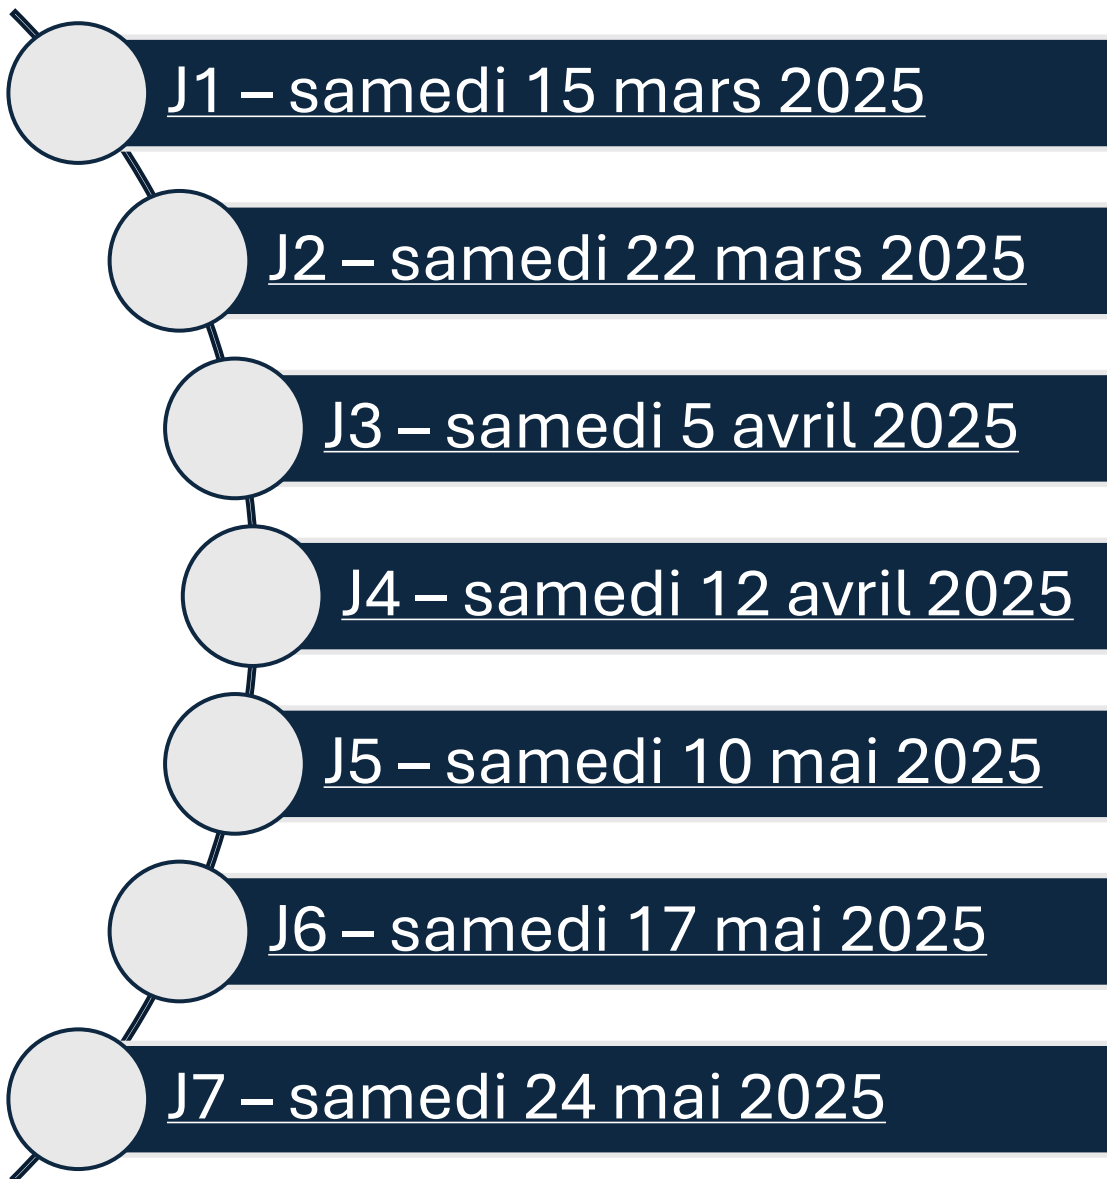 J1 – samedi 15 mars 2025
J2 – samedi 22 mars 2025
J3 – samedi 5 avril 2025
J4 – samedi 12 avril 2025
J5 – samedi 10 mai 2025
J6 – samedi 17 mai 2025
J7 – samedi 24 mai 2025